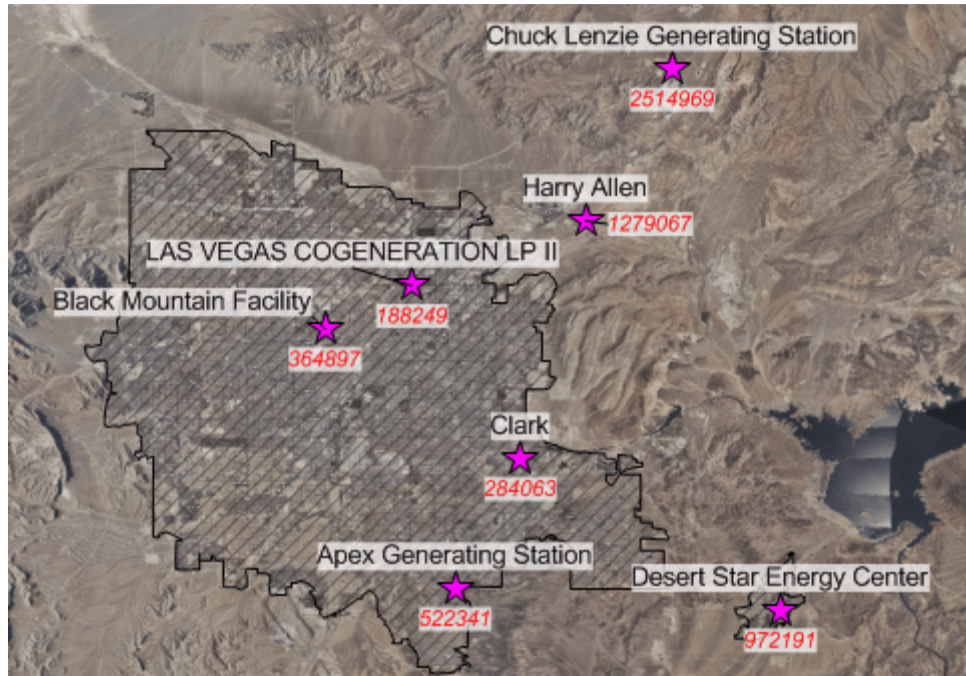 Chuck Lenzie Generating Station
2514969
Harry Allen
1279067
LAS VEGAS COGENERATION LP II
188249
Black Mountain Facility
364897
Clark
284063
Apex Generating Station
522341
Desert Star Energy Center
972191